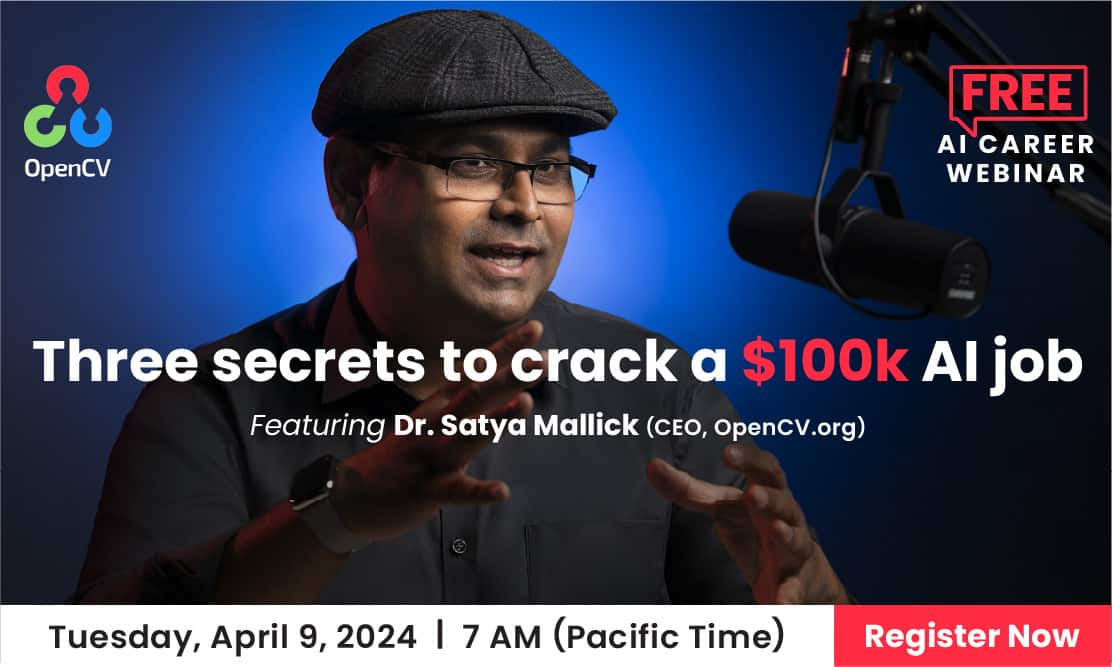 OpenCV
FREE
AI CAREER
WEBINAR
Three secrets to crack a $100k AI job
Featuring Dr. Satya Mallick (CEO, OpenCV.org)
Tuesday, April 9, 2024 | 7 AM (Pacific Time)
Register Now